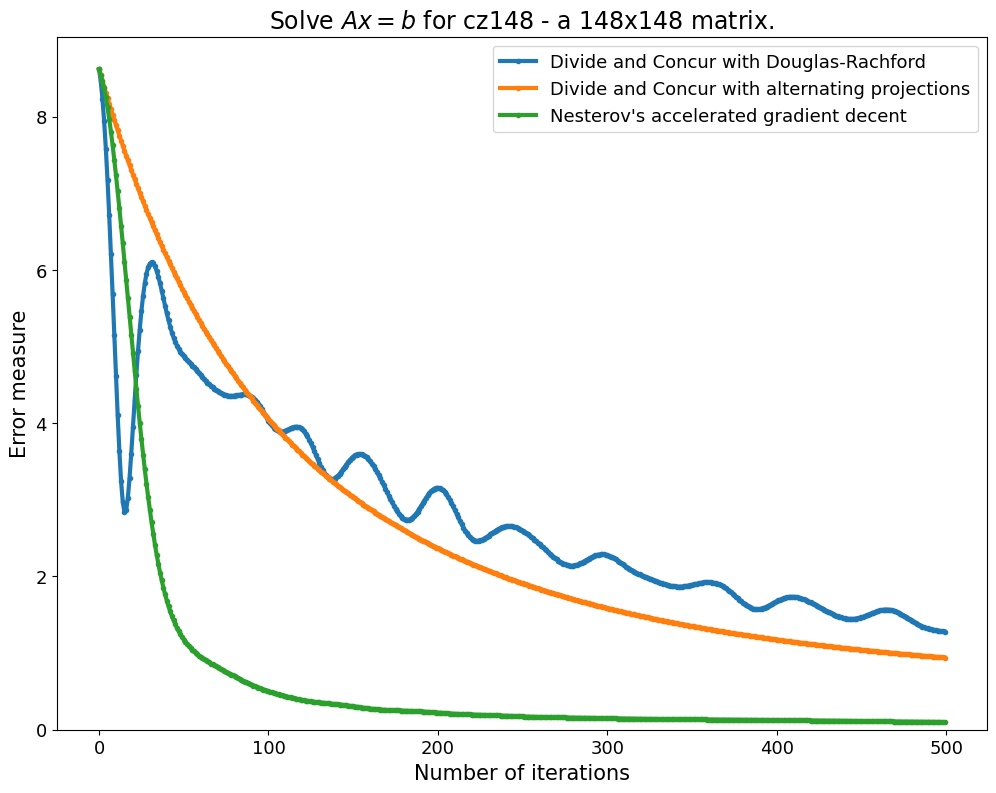 Solve Ax = b for cz148 - a 148x148 matrix.
Divide and Concur with Douglas-Rachford
Divide and Concur with alternating projections
Nesterov's accelerated gradient decent
Error measure
8
6
4
2
0
0 100 200 300 400 500
Number of iterations